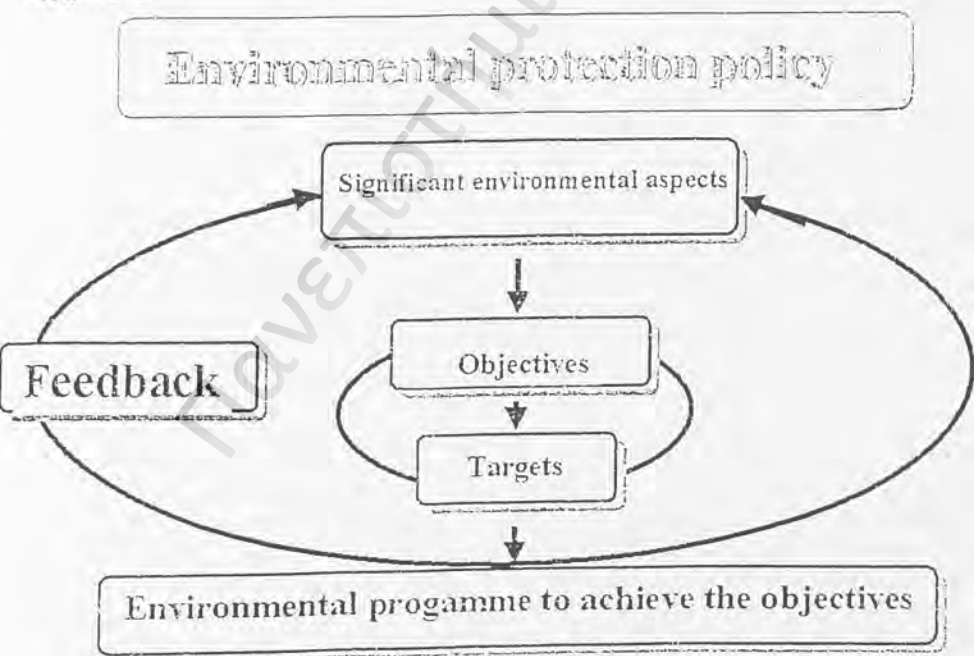 Environmental protection policy
Significant environmental aspects
Objectives
Feedback
Targets
Environmental progamme to achieve the objectives